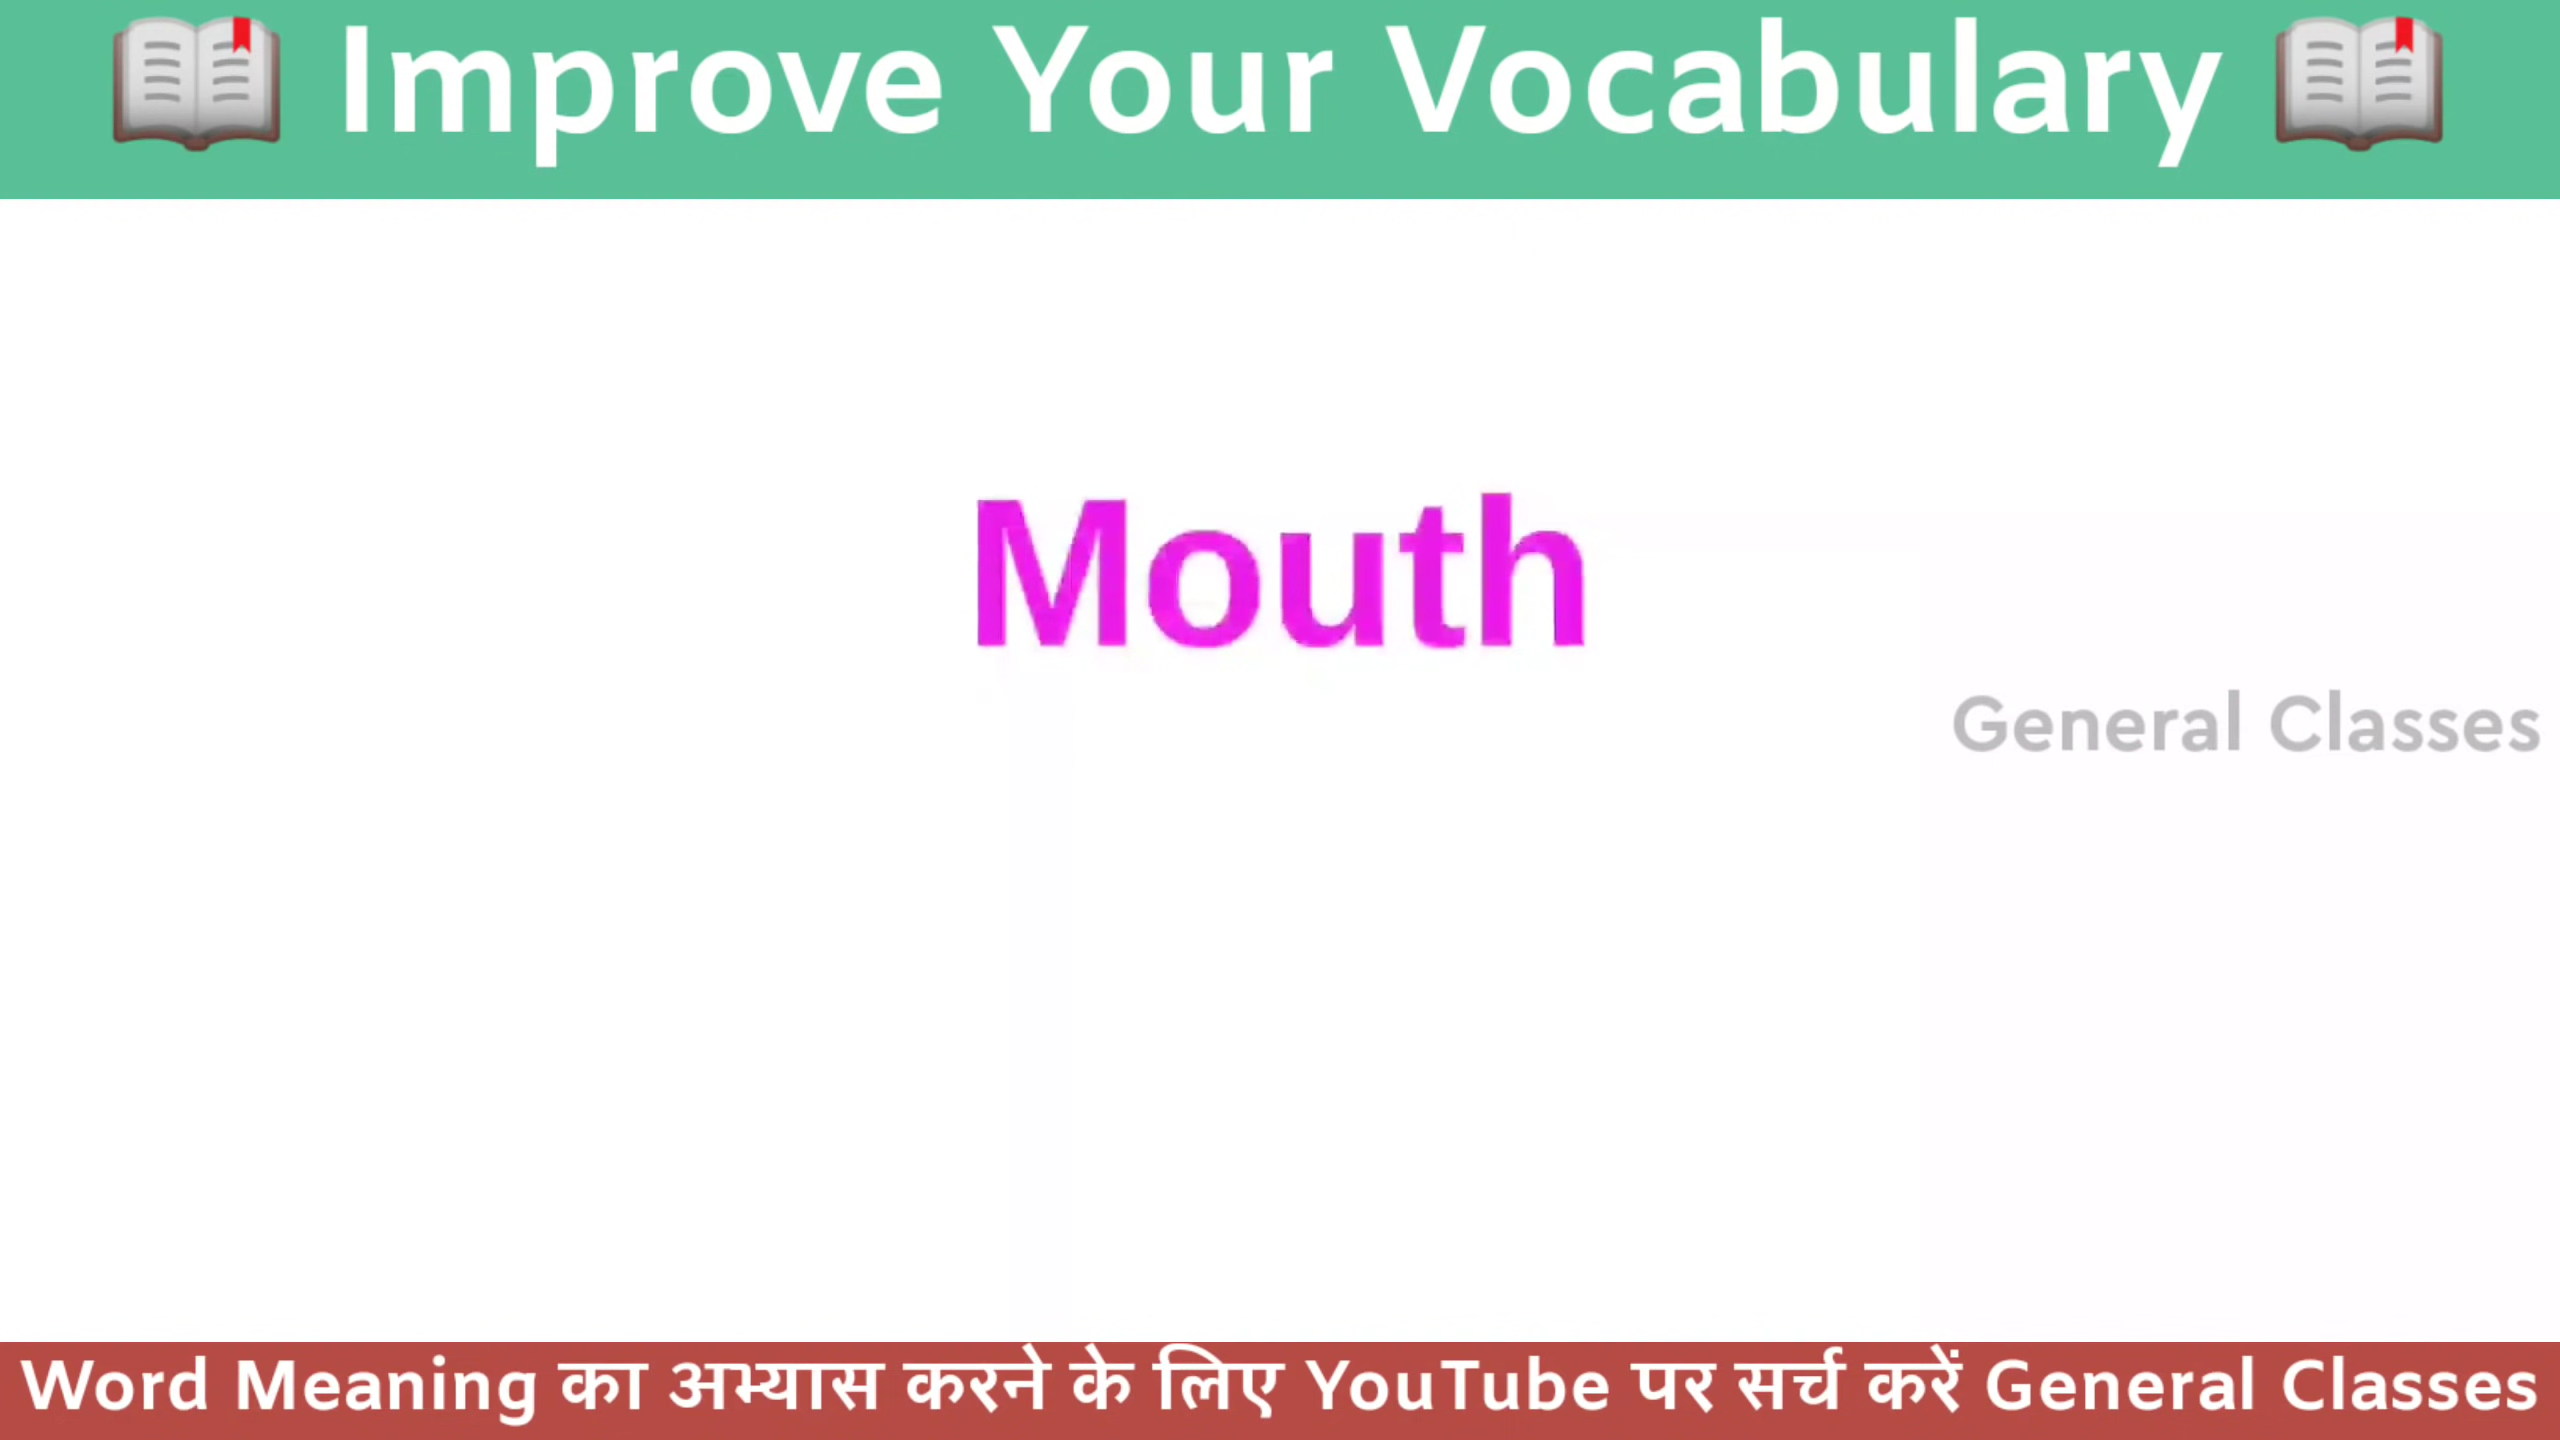 Improve Your Vocabulary
Mouth
General Classes
Word Meaning का अभ्यास करने के लिए YouTube पर सर्च करें General Classes